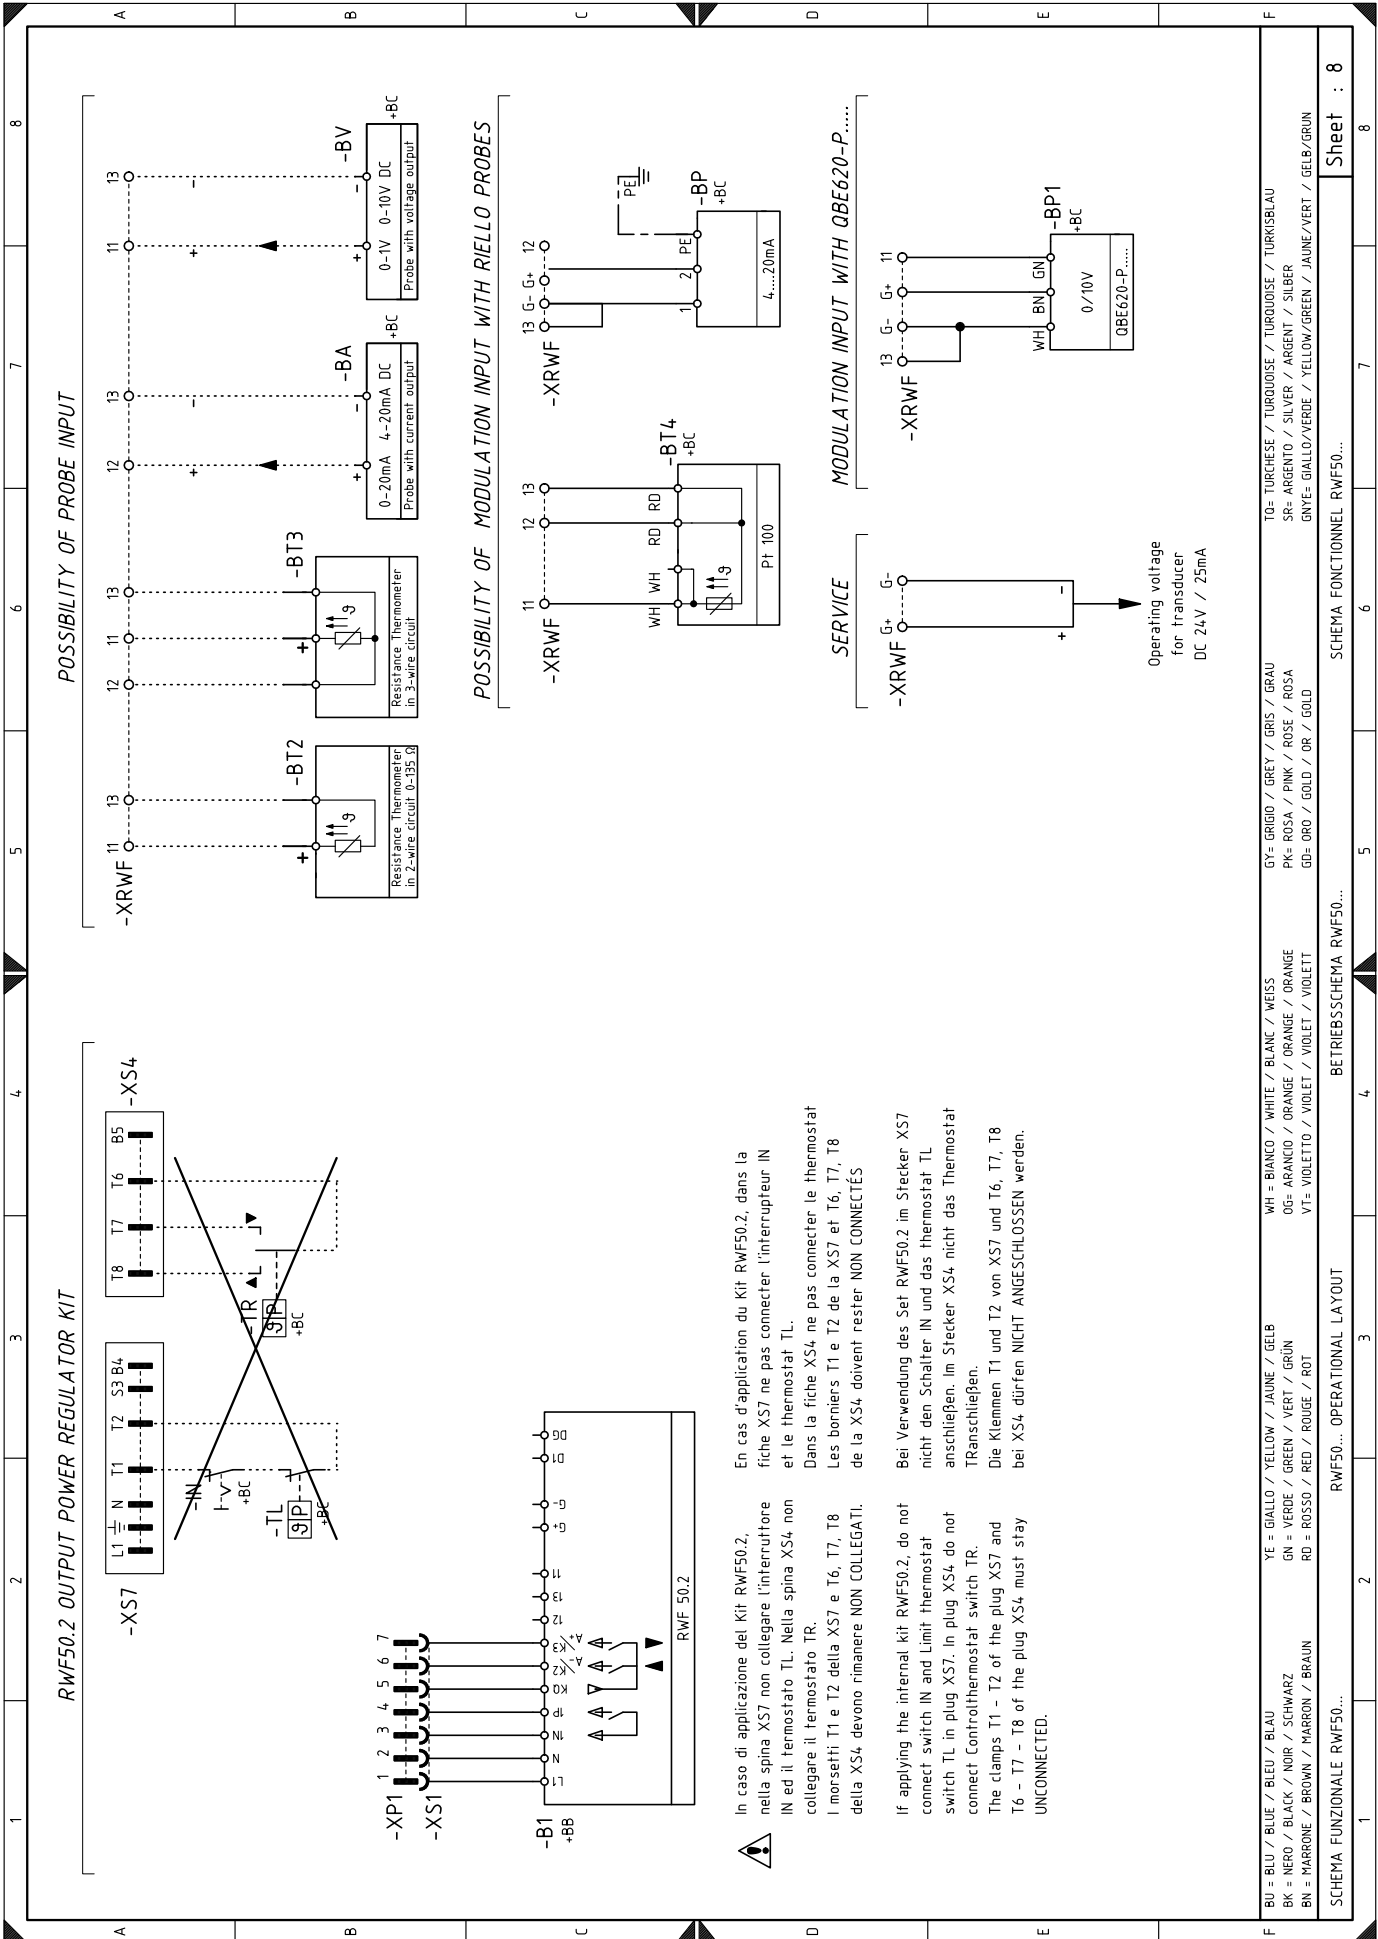 1 2 3 4 5 6 7 8
A
B
C
D
E
F
RWF50.2 OUTPUT POWER REGULATOR KIT
-XS7
L1 N T1 T2 S3 B4
T8 T7 T6 B5
-XS4
-IN
+BC
-TL
ϑ P
+BC
-TR
ϑ P
+BC
-XP1
1 2 3 4 5 6 7
-XS1
-B1
+BB
L1 N 1N 1P KQ K2/A- K3/A+ 12 13 11 G+ G- D1 DG
RWF 50.2
In caso di applicazione del Kit RWF50.2,
nella spina XS7 non collegare l'interruttore
IN ed il termostato TL. Nella spina XS4 non
collegare il termostato TR.
I morsetti T1 e T2 della XS7 e T6, T7, T8
della XS4 devono rimanere NON COLLEGATI.
If applying the internal kit RWF50.2, do not
connect switch IN and Limit thermostat
switch TL in plug XS7. In plug XS4 do not
connect Controlthermostat switch TR.
The clamps T1 - T2 of the plug XS7 and
T6 - T7 - T8 of the plug XS4 must stay
UNCONNECTED.
En cas d'application du Kit RWF50.2, dans la
fiche XS7 ne pas connecter l'interrupteur IN
et le thermostat TL.
Dans la fiche XS4 ne pas connecter le thermostat
Les borniers T1 e T2 de la XS7 et T6, T7, T8
de la XS4 doivent rester NON CONNECTÉS
Bei Verwendung des Set RWF50.2 im Stecker XS7
nicht den Schalter IN und das thermostat TL
anschließen. Im Stecker XS4 nicht das Thermostat
TRanschließen.
Die Klemmen T1 und T2 von XS7 und T6, T7, T8
bei XS4 dürfen NICHT ANGESCHLOSSEN werden.
POSSIBILITY OF PROBE INPUT
-XRWF
11 13 12 11 13 12 13 11 13
+ - + -
-BT2
+
ϑ
Resistance Thermometer
in 2-wire circuit 0-135 Ω
-BT3
+
ϑ
Resistance Thermometer
in 3-wire circuit
-BA
+BC
+ -
0-20mA 4-20mA DC
Probe with current output
-BV
+BC
+ -
0-1V 0-10V DC
Probe with voltage output
POSSIBILITY OF MODULATION INPUT WITH RIELLO PROBES
-XRWF
11 12 13
WH WH RD RD
-BT4
+BC
ϑ
Pt 100
-XRWF
13 G- G+ 12
PE
1 2 PE
-BP
+BC
4....20mA
SERVICE
-XRWF
G+ G-
+ -
Operating voltage
for transducer
DC 24V / 25mA
MODULATION INPUT WITH QBE620-P.....
-XRWF
13 G- G+ 11
WH BN GN
-BP1
+BC
0/10V
QBE620-P.....
BU = BLU / BLUE / BLEU / BLAU
BK = NERO / BLACK / NOIR / SCHWARZ
BN = MARRONE / BROWN / MARRON / BRAUN
YE = GIALLO / YELLOW / JAUNE / GELB
GN = VERDE / GREEN / VERT / GRÜN
RD = ROSSO / RED / ROUGE / ROT
WH = BIANCO / WHITE / BLANC / WEISS
OG= ARANCIO / ORANGE / ORANGE / ORANGE
VT= VIOLETTO / VIOLET / VIOLET / VIOLETT
GY= GRIGIO / GREY / GRIS / GRAU
PK= ROSA / PINK / ROSE / ROSA
GD= ORO / GOLD / OR / GOLD
TQ= TURCHESE / TURQUOISE / TURQUOISE / TURKISBLAU
SR= ARGENTO / SILVER / ARGENT / SILBER
GNYE= GIALLO/VERDE / YELLOW/GREEN / JAUNE/VERT / GELB/GRUN
SCHEMA FUNZIONALE RWF50...
RWF50... OPERATIONAL LAYOUT
BETRIEBSSCHEMA RWF50...
SCHEMA FONCTIONNEL RWF50...
Sheet : 8
1 2 3 4 5 6 7 8
A
B
C
D
E
F